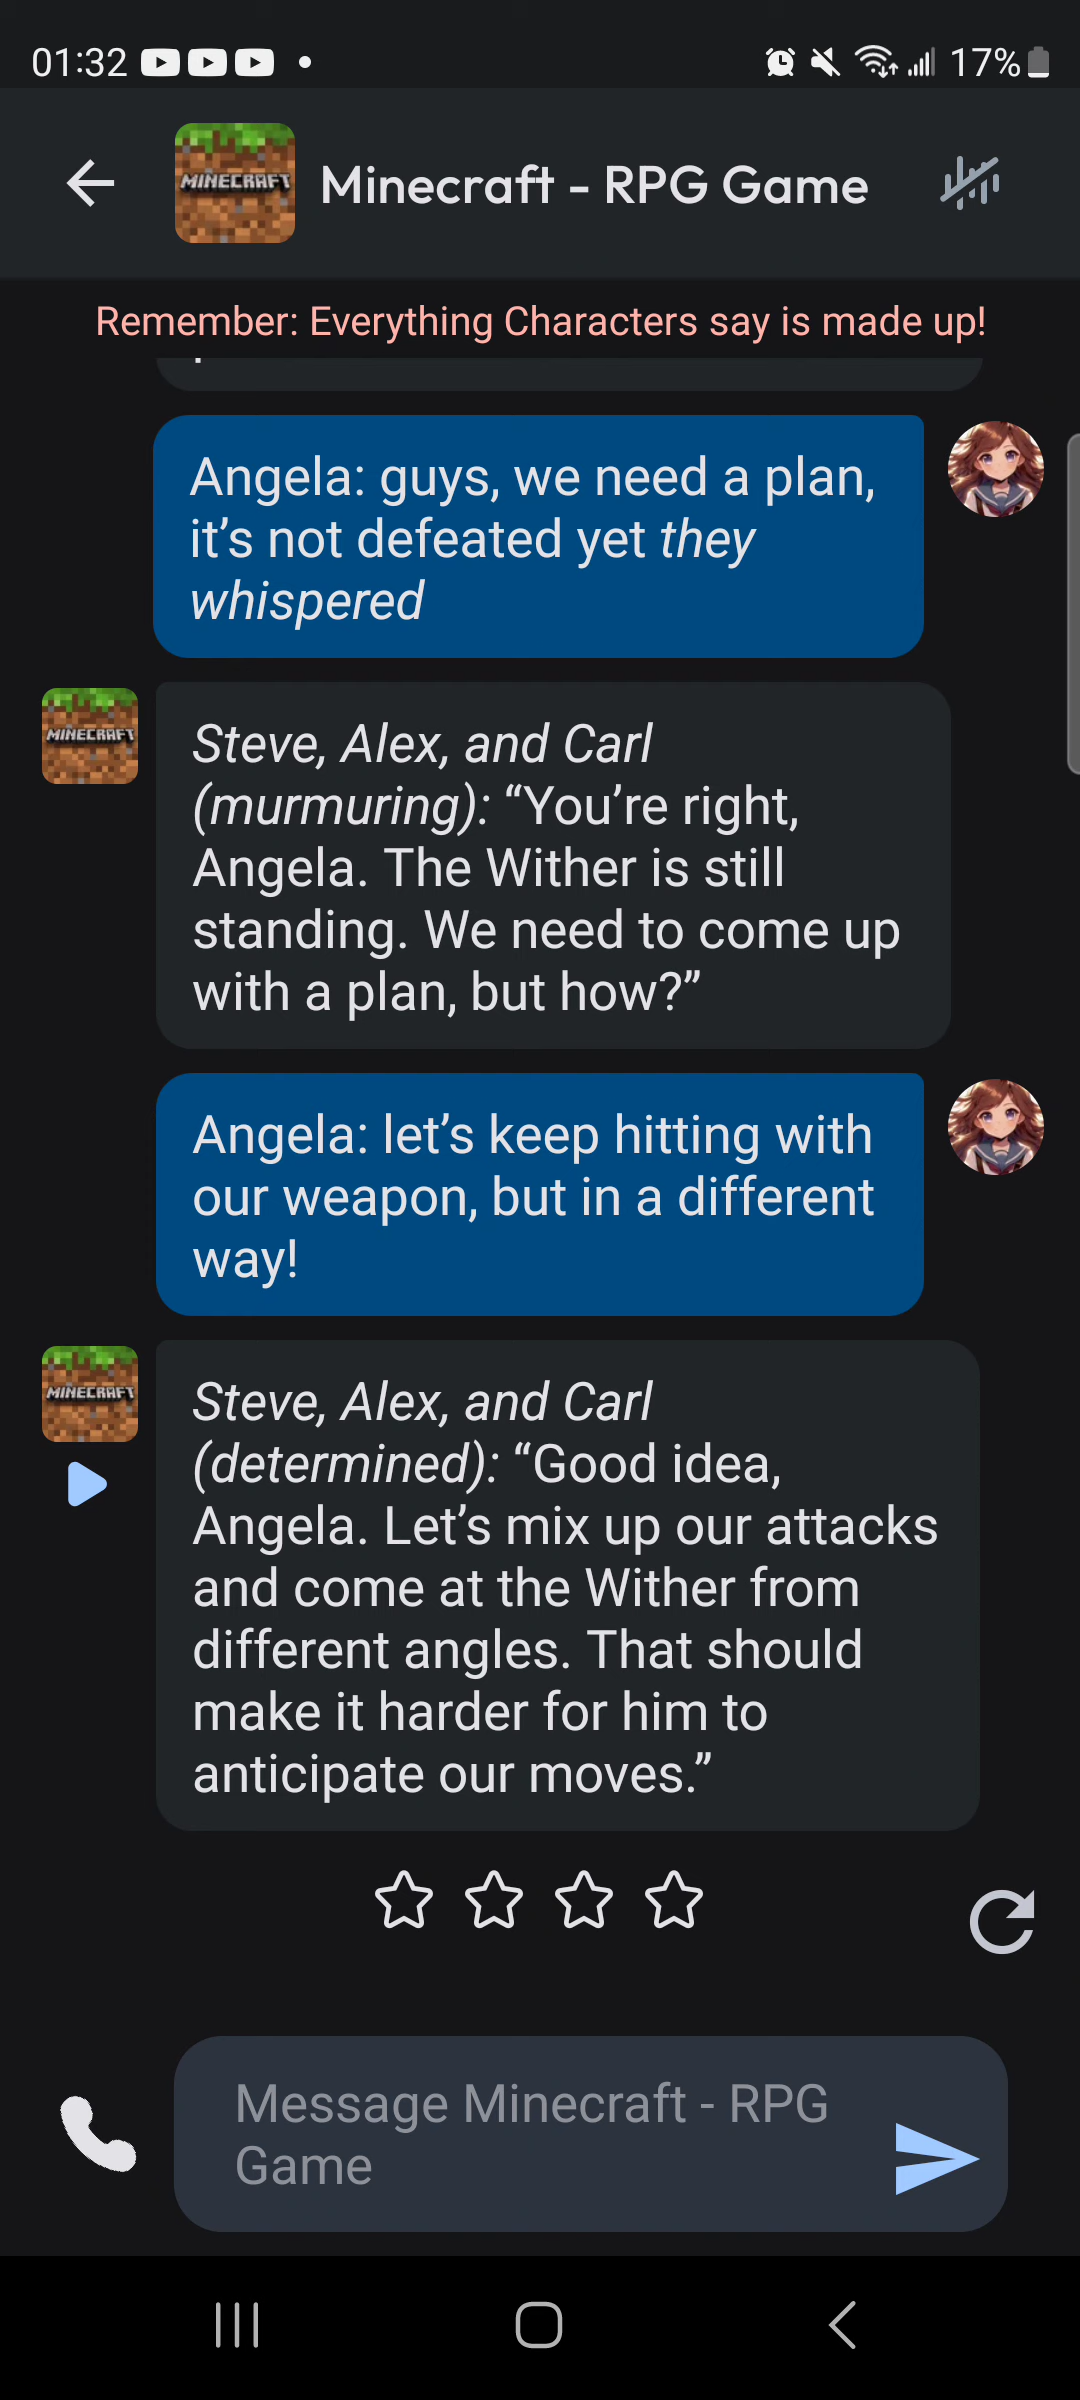 01:32
17%
MINECRAFT
Minecraft - RPG Game
Remember: Everything Characters say is made up!
Angela: guys, we need a plan,
it’s not defeated yet they
whispered
MINECRAFT
Steve, Alex, and Carl
(murmuring): “You’re right,
Angela. The Wither is still
standing. We need to come up
with a plan, but how?”
Angela: let’s keep hitting with
our weapon, but in a different
way!
MINECRAFT
Steve, Alex, and Carl
(determined): “Good idea,
Angela. Let’s mix up our attacks
and come at the Wither from
different angles. That should
make it harder for him to
anticipate our moves.”
Message Minecraft - RPG
Game